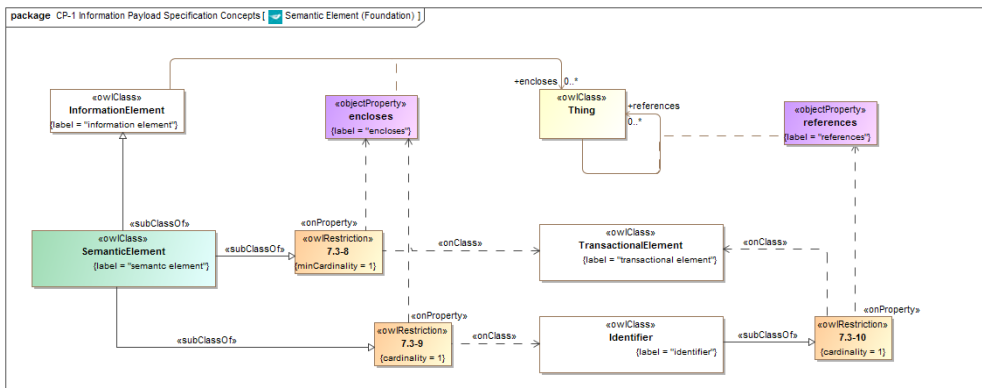 package CP-1 Information Payload Specification Concepts [ Semantic Element (Foundation) ]
+encloses 0..*
«owlClass»
InformationElement
{label = "information element"}
«objectProperty»
encloses
{label = "encloses"}
«owlClass»
Thing
+references
0..*
«objectProperty»
references
{label = "references"}
«subClassOf»
«onProperty»
«owlClass»
SemanticElement
{label = "semantc element"}
«subClassOf»
«owlRestriction»
7.3-8
{minCardinality = 1}
«onClass»
«owlClass»
TransactionalElement
{label = "transactional element"}
«onClass»
«onProperty»
«onProperty»
«subClassOf»
«owlRestriction»
7.3-9
{cardinality = 1}
«onClass»
«owlClass»
Identifier
{label = "identifier"}
«subClassOf»
«owlRestriction»
7.3-10
{cardinality = 1}